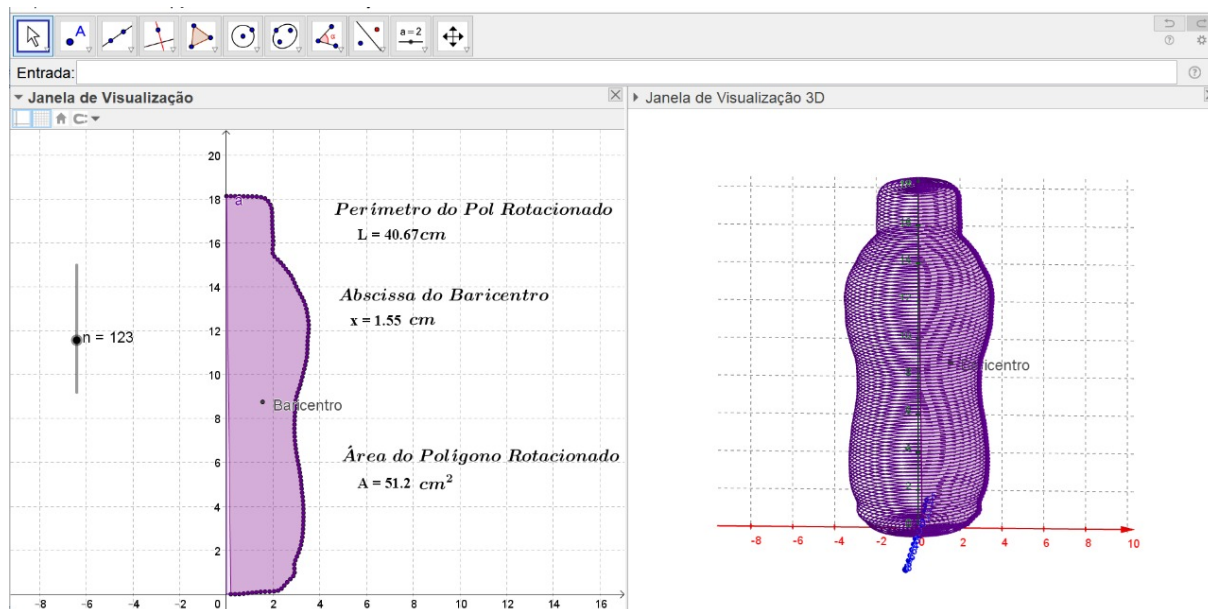 A
a=2
Entrada:
Janela de Visualização
Janela de Visualização 3D
Perímetro do Pol Rotacionado
L = 40.67cm
Abscissa do Baricentro
x = 1.55 cm
n = 123
Baricentro
Área do Polígono Rotacionado
A = 51.2 cm²
a
20
18
16
14
12
10
8
6
4
2
-8 -6 -4 -2 0 2 4 6 8 10 12 14 16
Baricentro
-8 -6 -4 -2 0 2 4 6 8 10